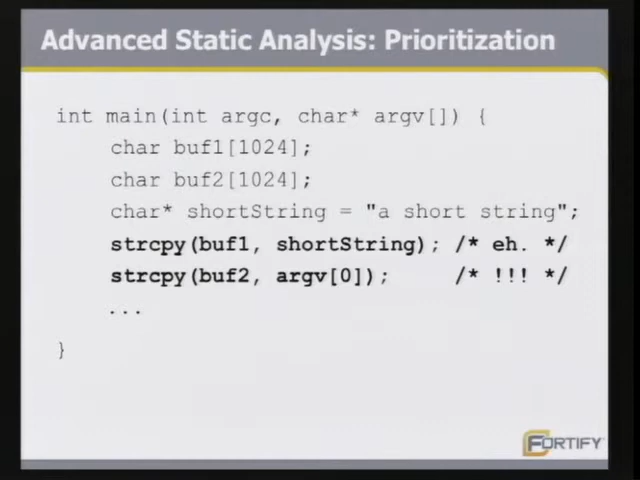 Advanced Static Analysis: Prioritization
int main(int argc, char* argv[]) {
char buf1[1024];
char buf2[1024];
char* shortString = "a short string";
strcpy(buf1, shortString); /* eh. */
strcpy(buf2, argv[0]); /* !!! */
...
}
FORTIFY